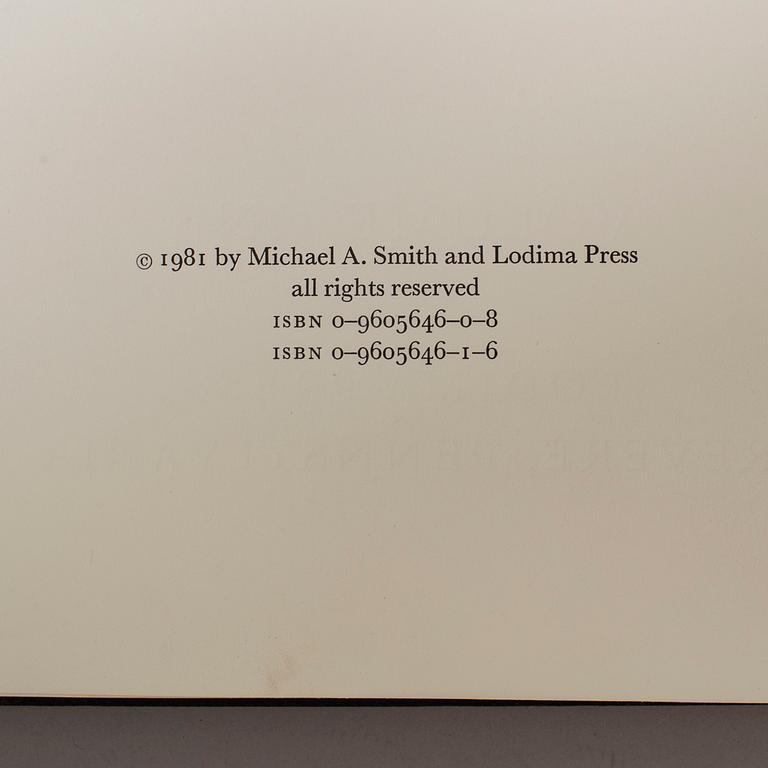 © 1981 by Michael A. Smith and Lodima Press
all rights reserved
ISBN 0–9605646–0–8
ISBN 0–9605646–1–6